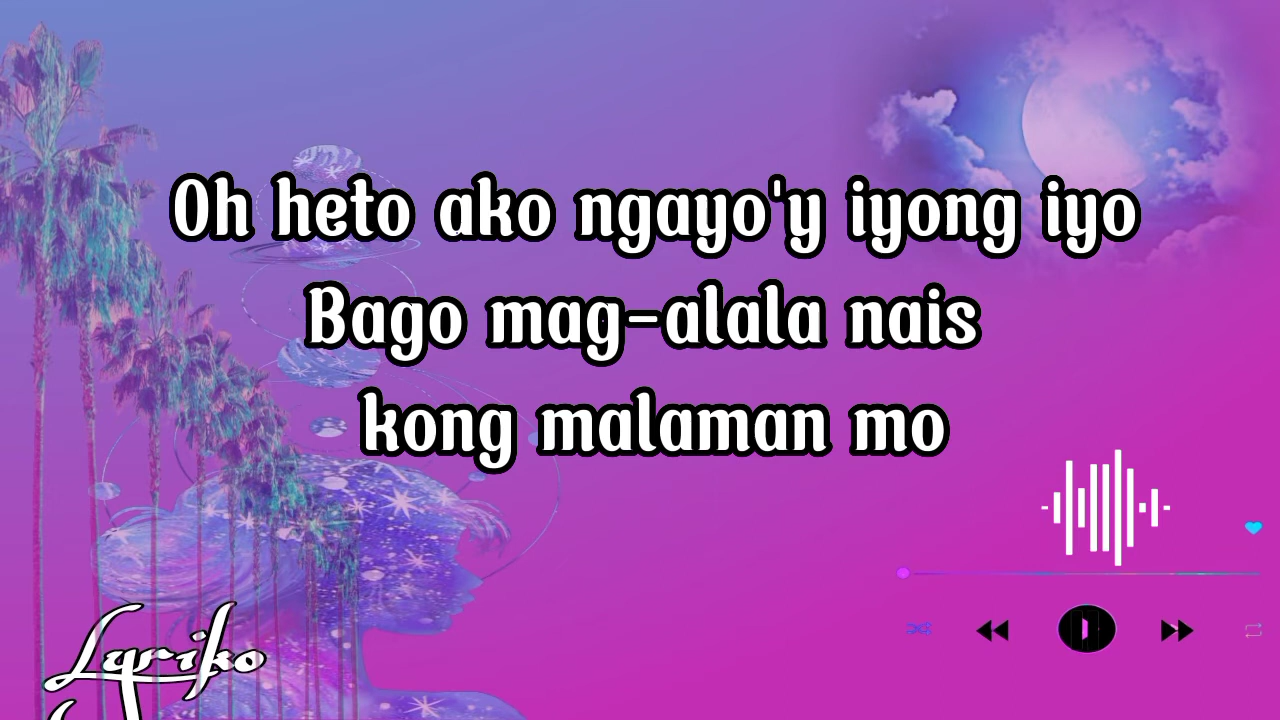 Oh heto ako ngayo'y iyong iyo
Bago mag-alala nais
kong malaman mo
Lyriko